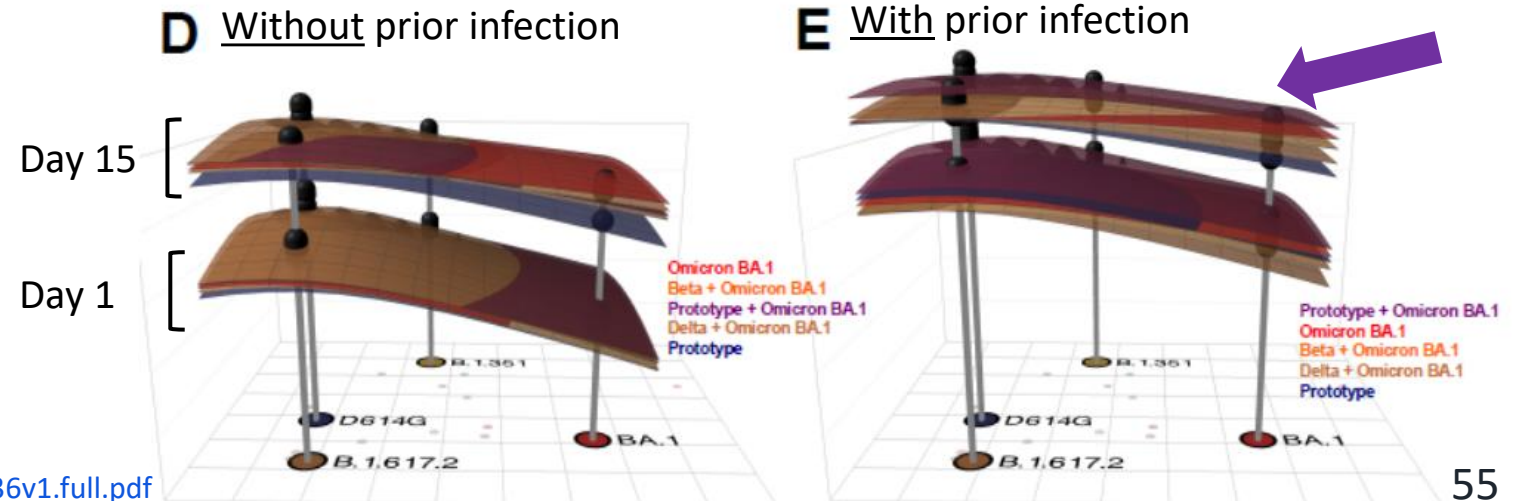 D Without prior infection
E With prior infection
Day 15
Day 1
Omicron BA.1
Beta + Omicron BA.1
Prototype + Omicron BA.1
Delta + Omicron BA.1
Prototype
B.1.351
D614G
BA.1
B.1.617.2
Prototype + Omicron BA.1
Omicron BA.1
Beta + Omicron BA.1
Delta + Omicron BA.1
Prototype
B.1.351
D614G
BA.1
B.1.617.2
36v1.full.pdf
55